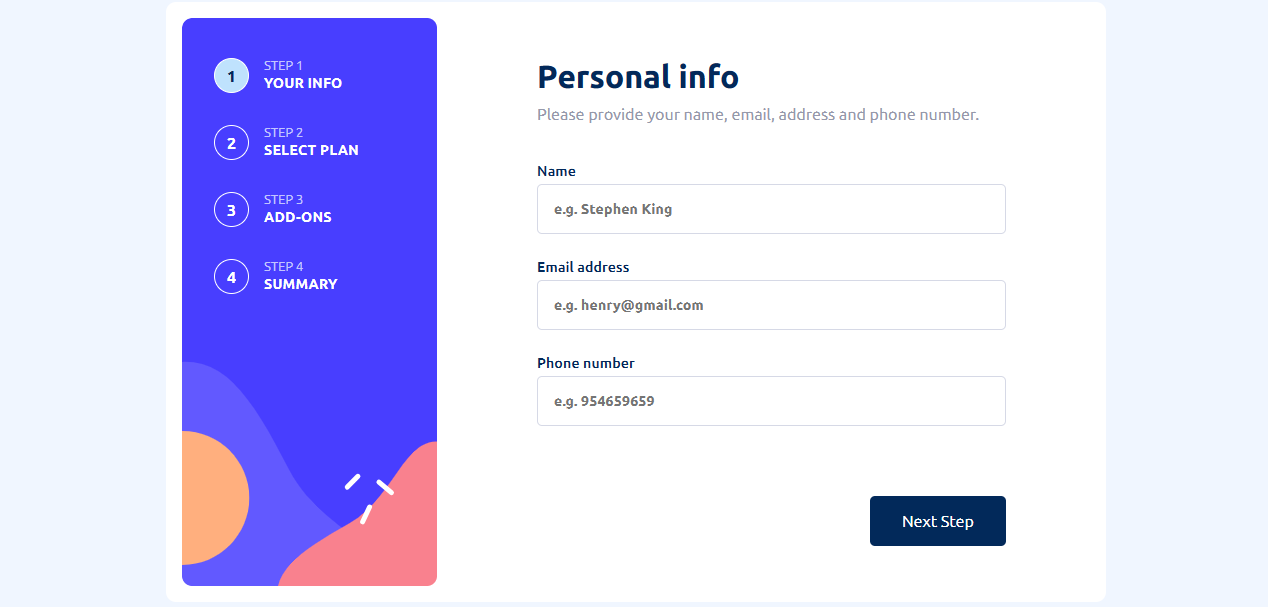 1
STEP 1
YOUR INFO
2
STEP 2
SELECT PLAN
3
STEP 3
ADD-ONS
4
STEP 4
SUMMARY
Personal info
Please provide your name, email, address and phone number.
Name
e.g. Stephen King
Email address
e.g. henry@gmail.com
Phone number
e.g. 954659659
Next Step